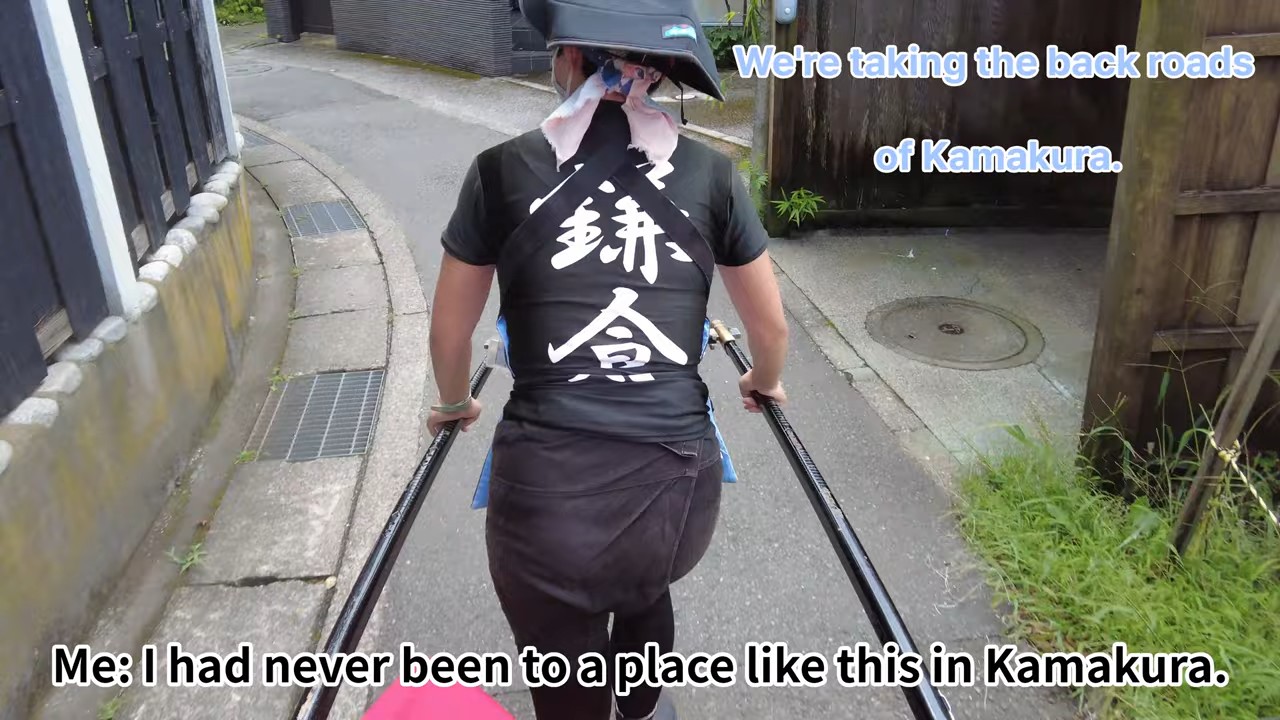 We're taking the back roads
of Kamakura.
鎌
倉
Me: I had never been to a place like this in Kamakura.